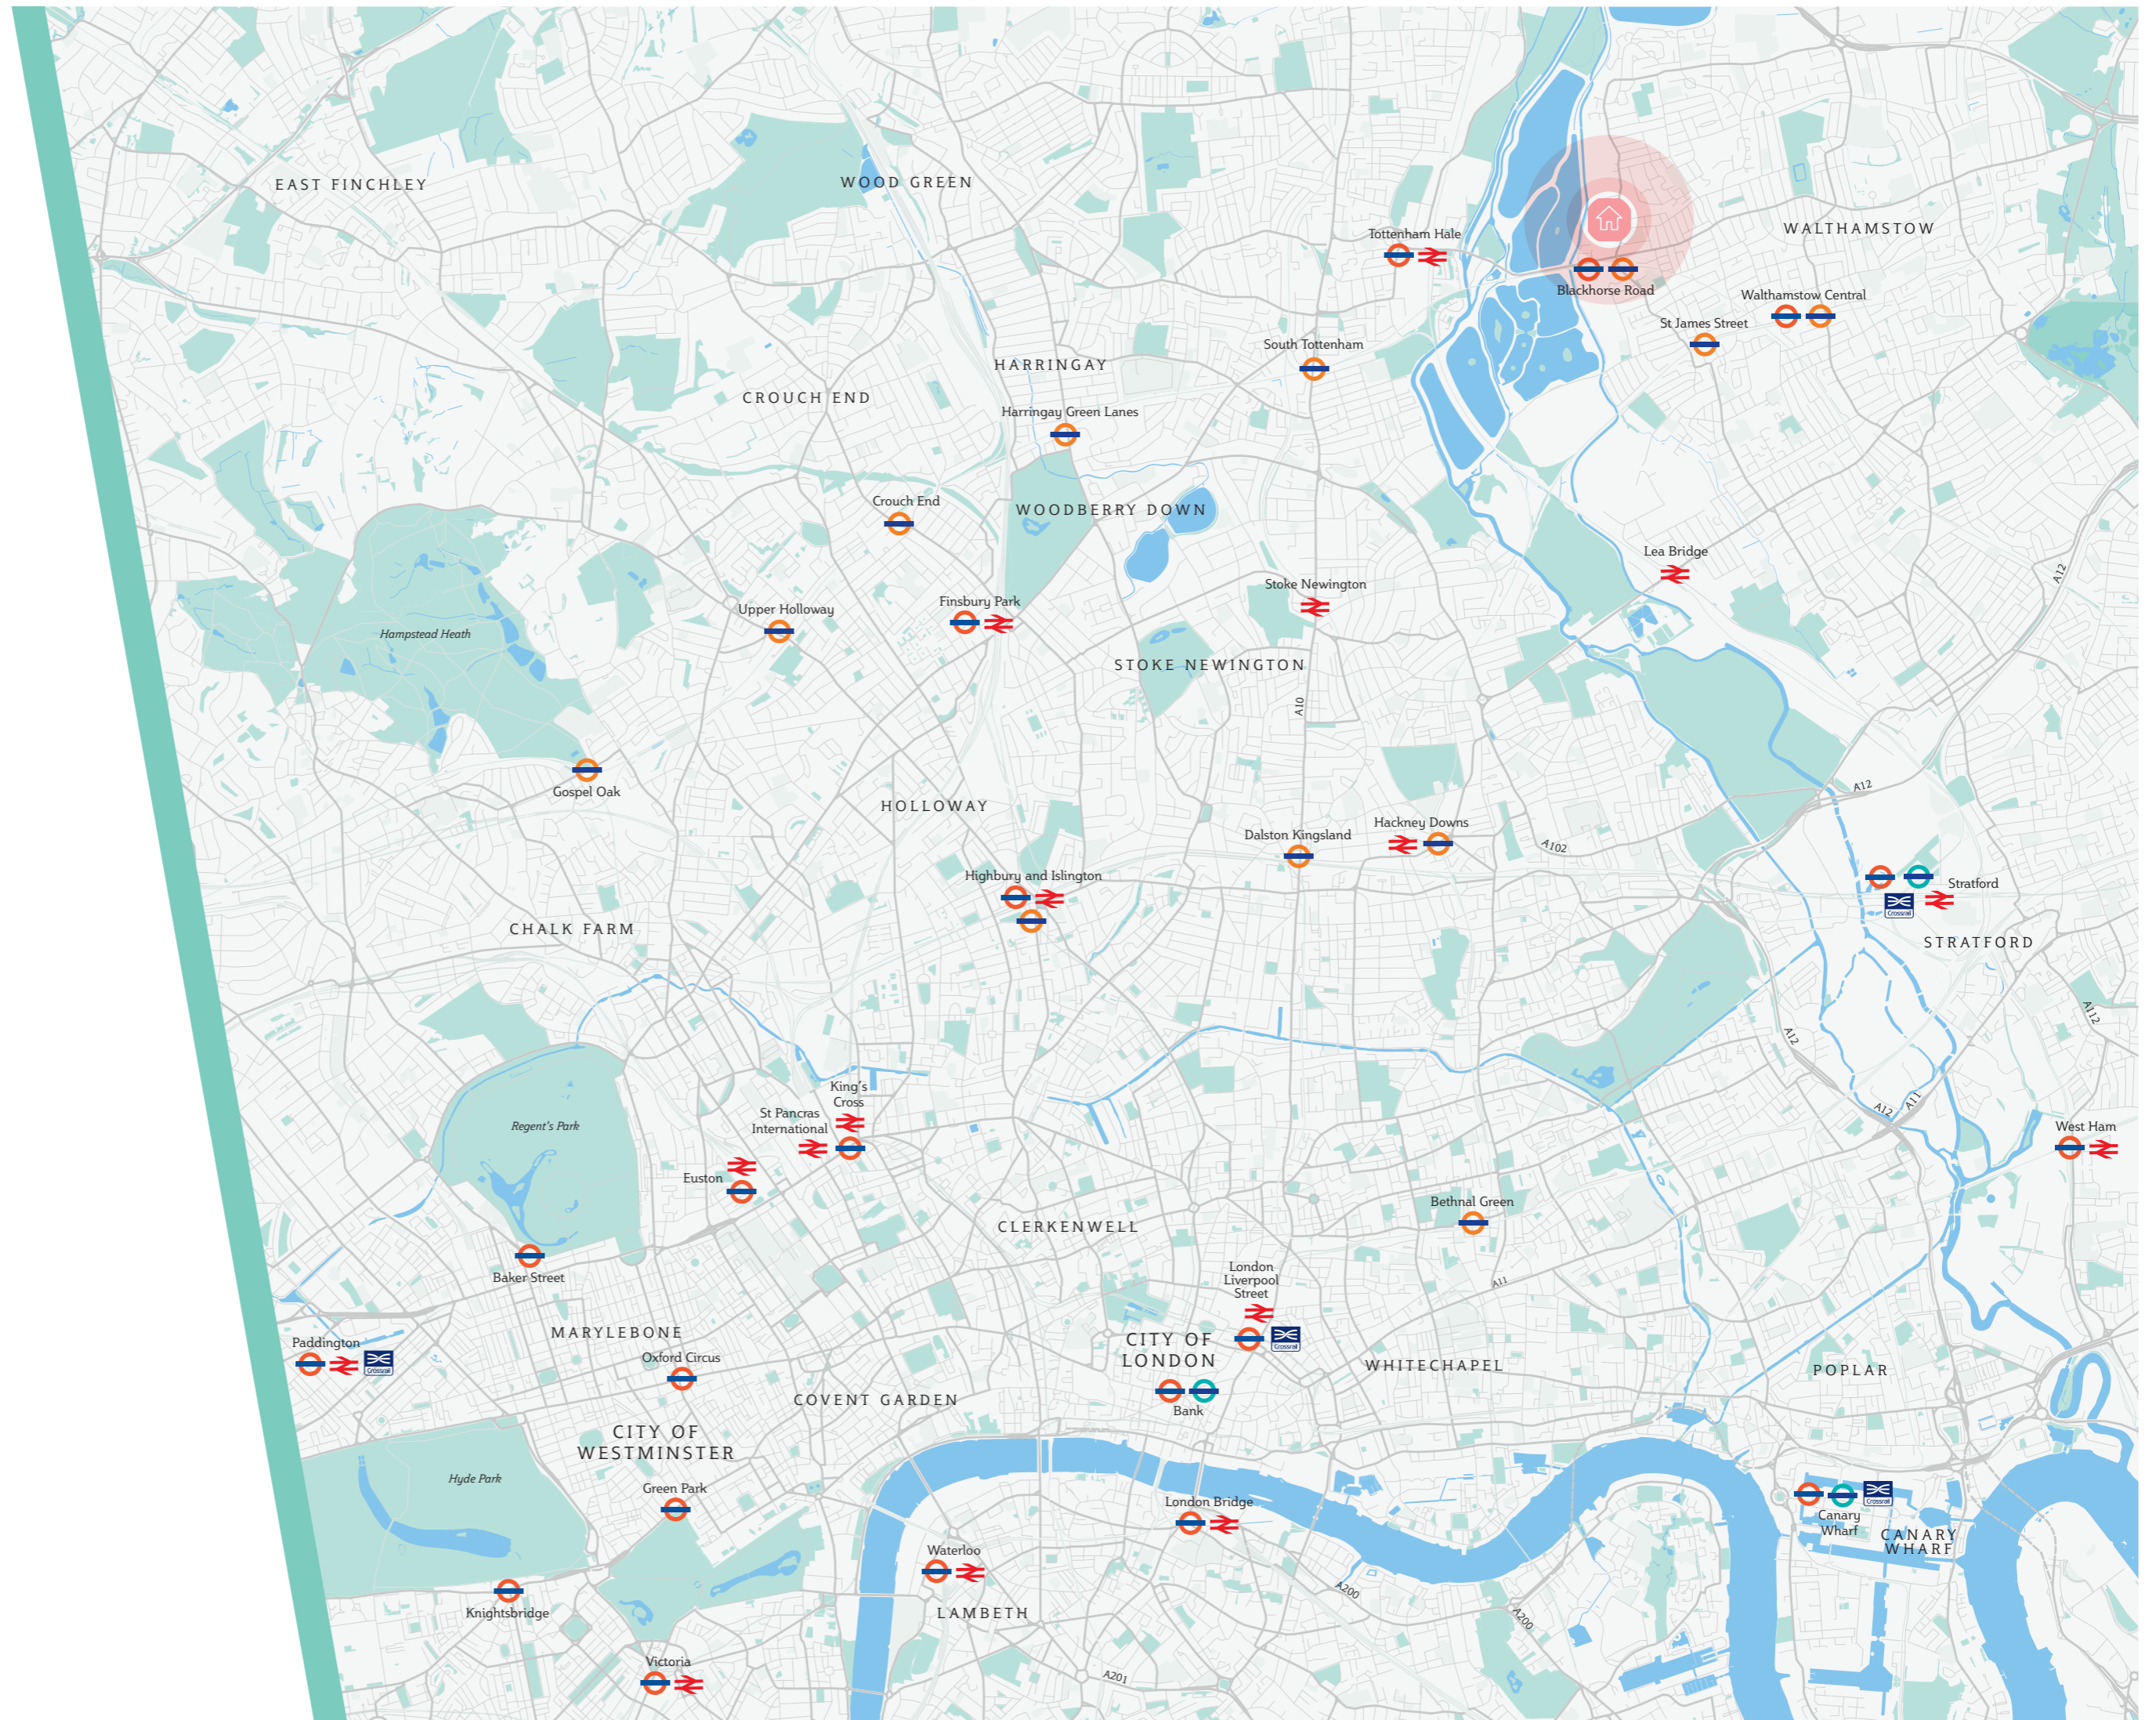 EAST FINCHLEY
WOOD GREEN
WALTHAMSTOW
Tottenham Hale
Blackhorse Road
Walthamstow Central
St James Street
South Tottenham
HARRINGAY
CROUCH END
Harringay Green Lanes
Crouch End
WOODBERRY DOWN
Lea Bridge
A12
Stoke Newington
Finsbury Park
Upper Holloway
Hampstead Heath
STOKE NEWINGTON
A10
Gospel Oak
A12
HOLLOWAY
Hackney Downs
Dalston Kingsland
A102
Highbury and Islington
Stratford
Crossrail
CHALK FARM
STRATFORD
A112
A12
King's
Cross
St Pancras
International
A12
A11
Regent's Park
West Ham
Euston
Bethnal Green
CLERKENWELL
Baker Street
London
Liverpool
Street
A11
Crossrail
MARYLEBONE
Paddington
Crossrail
Oxford Circus
CITY OF
LONDON
WHITECHAPEL
POPLAR
COVENT GARDEN
Bank
CITY OF
WESTMINSTER
Hyde Park
Green Park
London Bridge
Crossrail
Canary
Wharf
CANARY
WHARF
Waterloo
A200
A200
Knightsbridge
LAMBETH
Victoria
A201